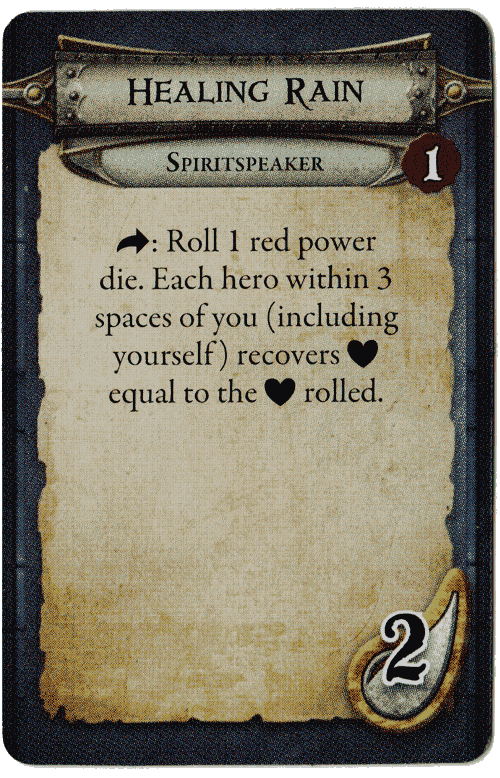 Healing Rain
Spiritspeaker
1
: Roll 1 red power
die. Each hero within 3
spaces of you (including
yourself) recovers ♥
equal to the ♥ rolled.
2